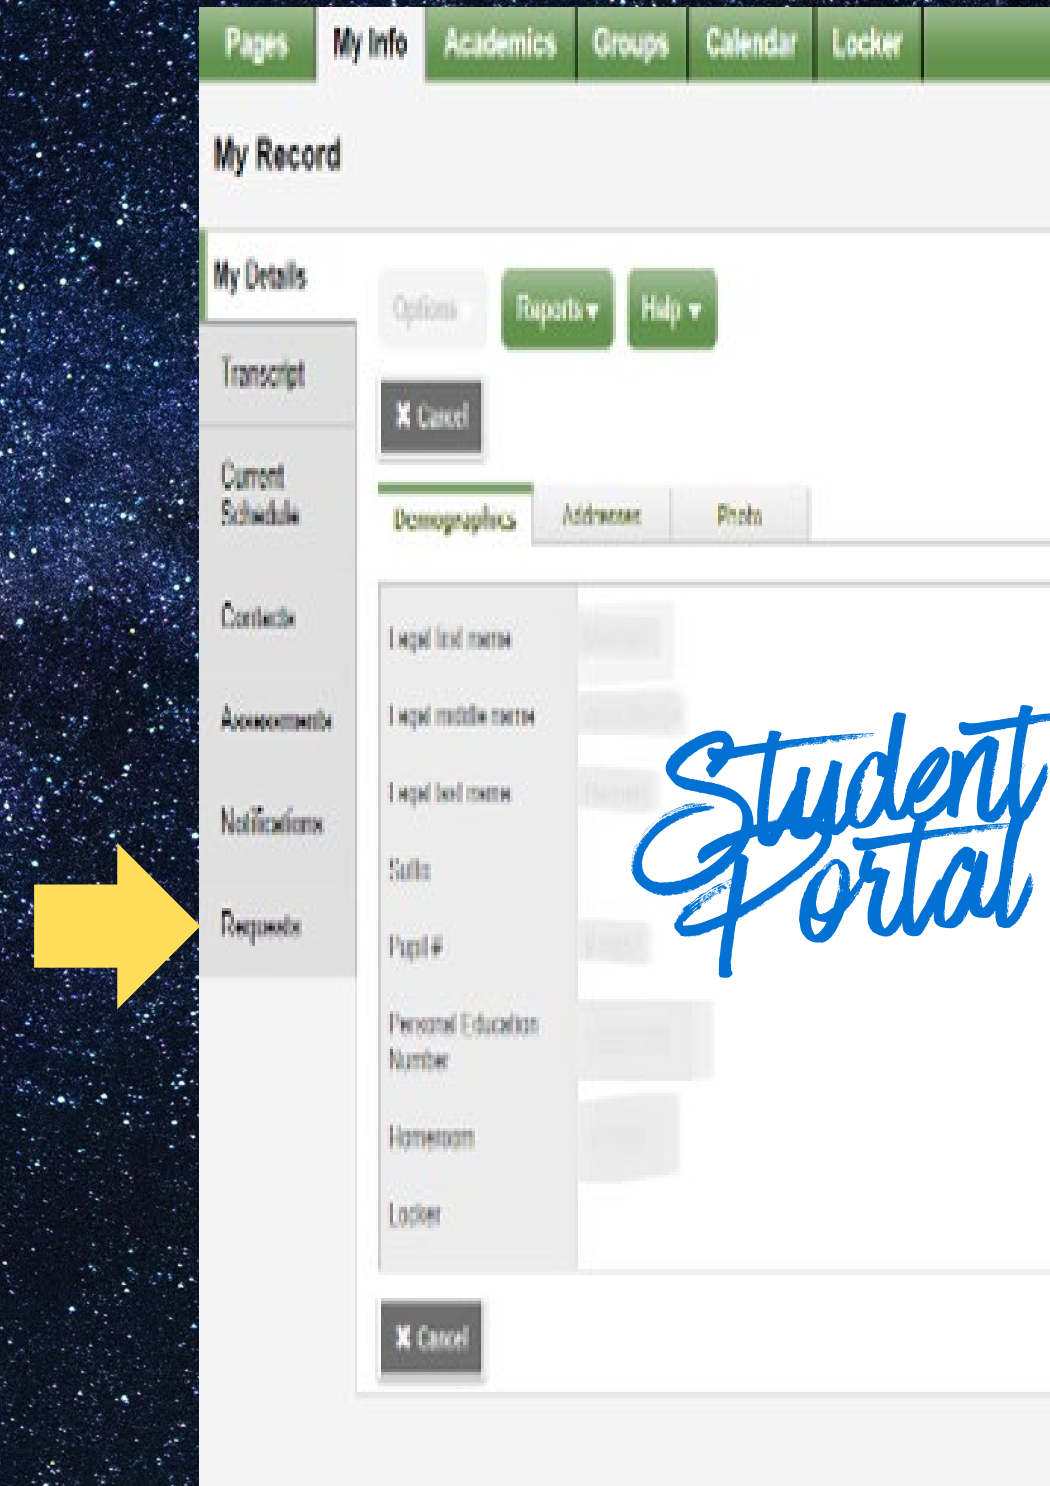 Pages My Info Academics Groups Calendar Locker
My Record
My Details
Options Reports Help
Transcript
X Cancel
Current
Schedule
Demographics Addresses Photo
Contacts
Legal first name
Assessments
Legal middle name
Legal last name
Student
Portal
Notifications
Suffix
Requests
Pupil #
Personal Education
Number
Homeroom
Locker
X Cancel